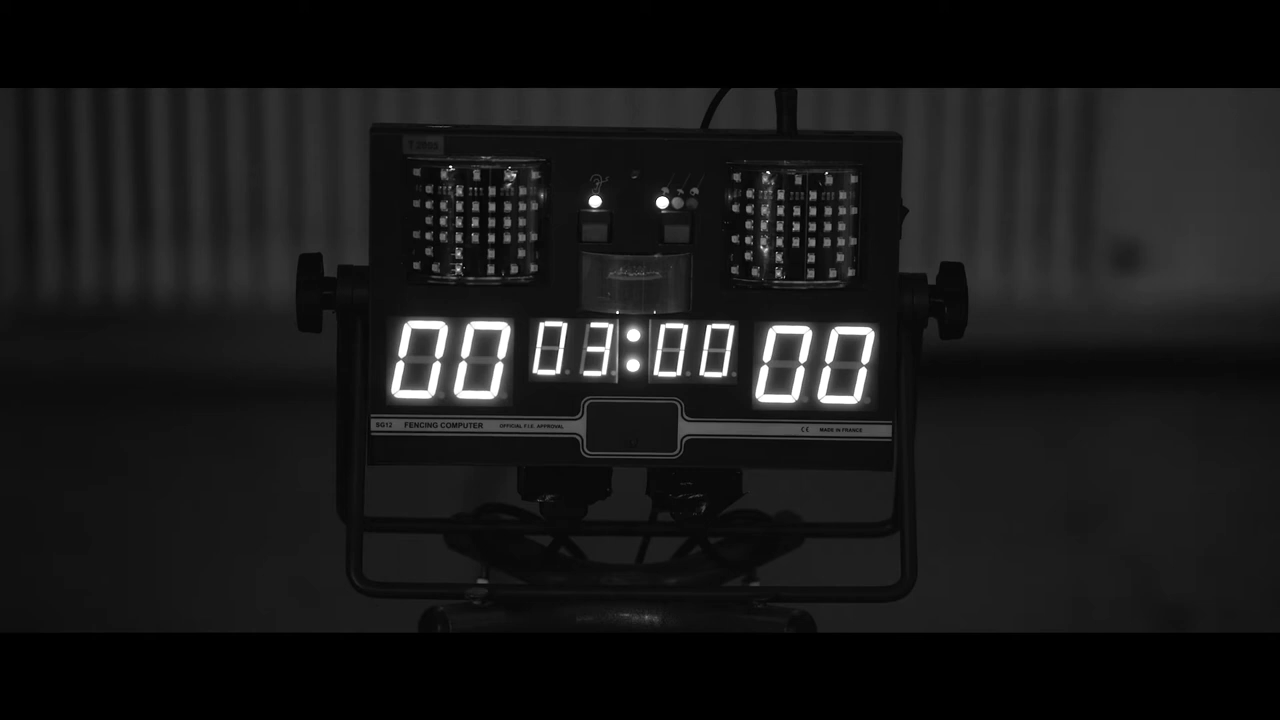 00 03:00 00
SG12 FENCING COMPUTER OFFICIAL F.I.E. APPROVAL CE MADE IN FRANCE